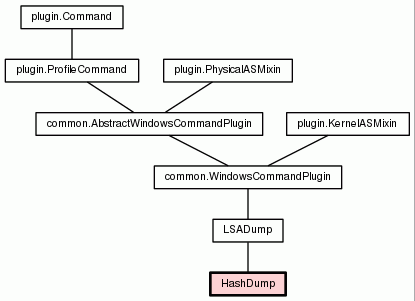 plugin.Command
plugin.ProfileCommand
plugin.PhysicalASMixin
common.AbstractWindowsCommandPlugin
plugin.KernelASMixin
common.WindowsCommandPlugin
LSADump
HashDump